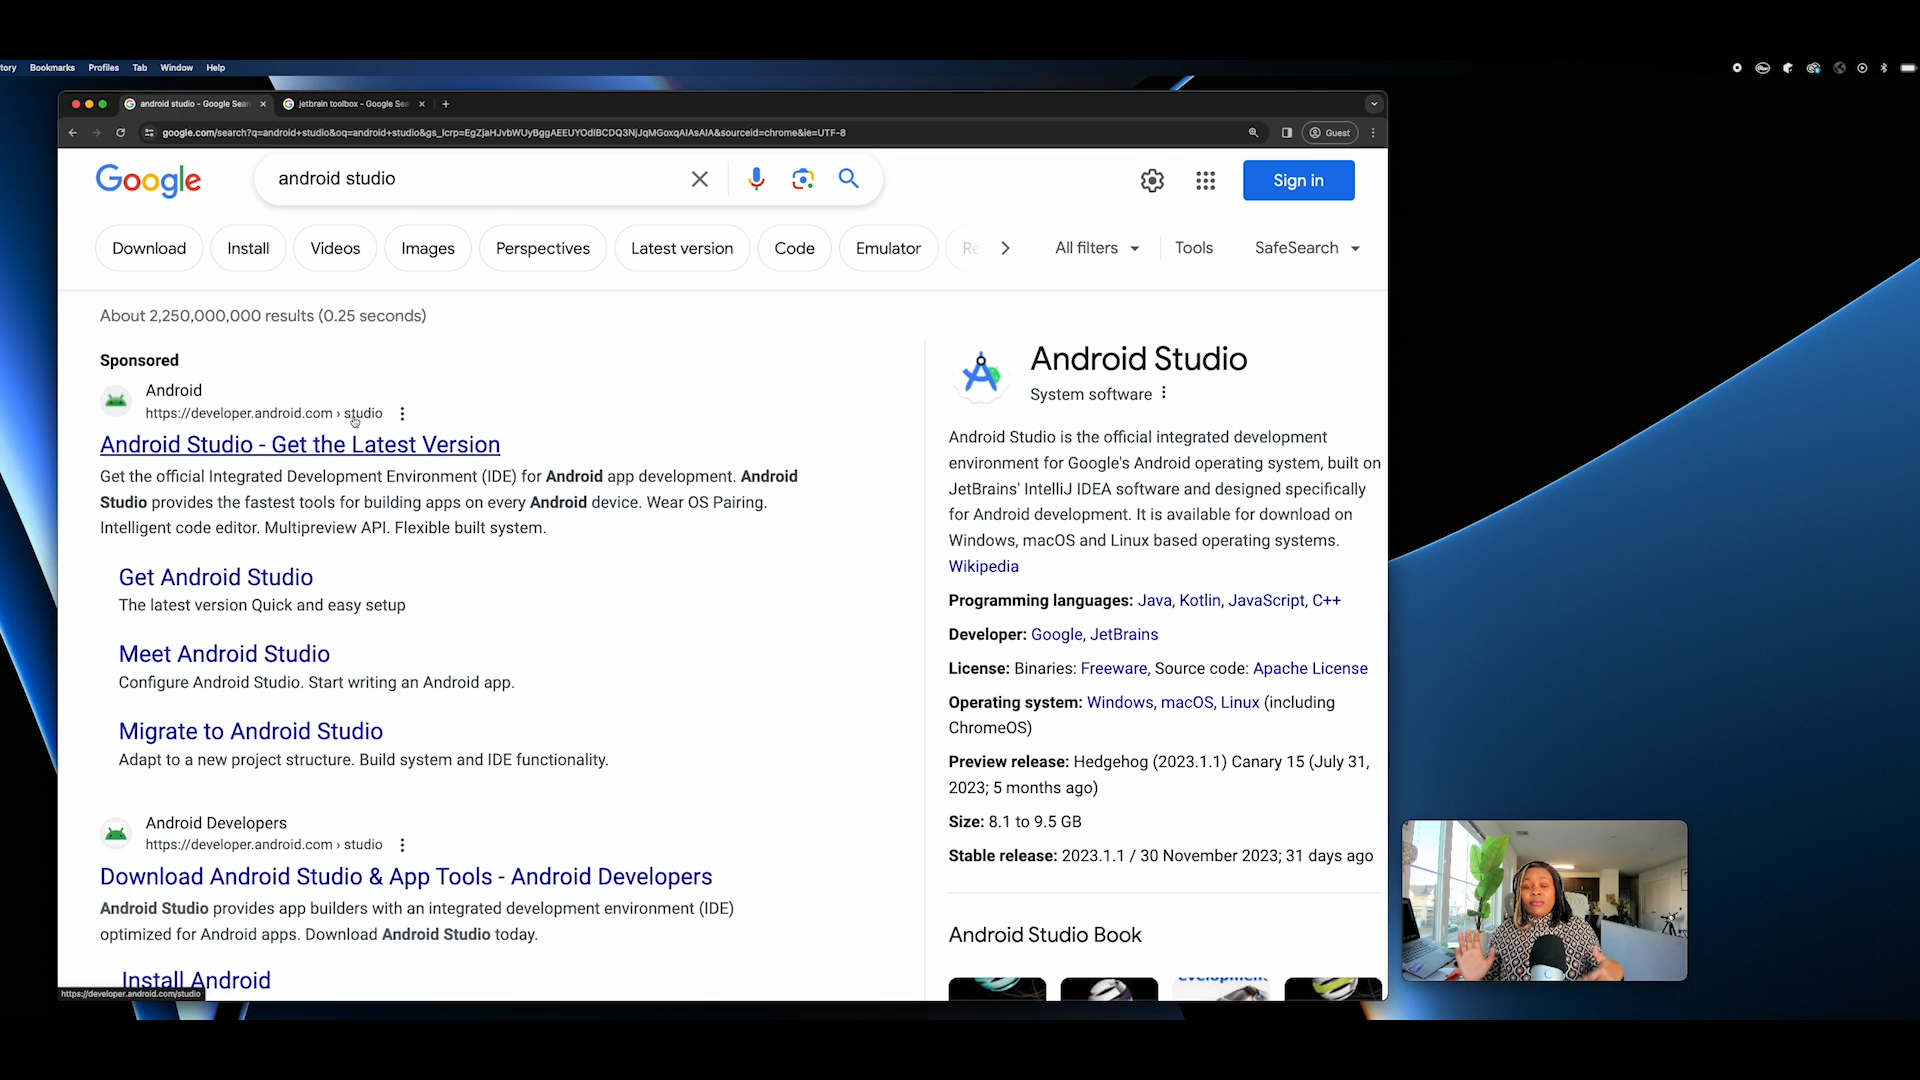 tory Bookmarks Profiles Tab Window Help
android studio - Google Sear
jetbrain toolbox - Google Sea
google.com/search?q=android+studio&oq=android+studio&gs_lcrp=EgZjaHJvbWUyBggAEEUYOdIBCDQ3NjJqMGoxqAIAsAIA&sourceid=chrome&ie=UTF-8
Guest
Google
android studio
Sign in
Download Install Videos Images Perspectives Latest version Code Emulator Re
All filters Tools SafeSearch
About 2,250,000,000 results (0.25 seconds)
Sponsored
Android
https://developer.android.com › studio
Android Studio - Get the Latest Version
Get the official Integrated Development Environment (IDE) for Android app development. Android
Studio provides the fastest tools for building apps on every Android device. Wear OS Pairing.
Intelligent code editor. Multipreview API. Flexible built system.
Get Android Studio
The latest version Quick and easy setup
Meet Android Studio
Configure Android Studio. Start writing an Android app.
Migrate to Android Studio
Adapt to a new project structure. Build system and IDE functionality.
Android Developers
https://developer.android.com › studio
Download Android Studio & App Tools - Android Developers
Android Studio provides app builders with an integrated development environment (IDE)
optimized for Android apps. Download Android Studio today.
Install Android
https://developer.android.com/studio
Android Studio
System software
Android Studio is the official integrated development
environment for Google's Android operating system, built on
JetBrains' IntelliJ IDEA software and designed specifically
for Android development. It is available for download on
Windows, macOS and Linux based operating systems.
Wikipedia
Programming languages: Java, Kotlin, JavaScript, C++
Developer: Google, JetBrains
License: Binaries: Freeware, Source code: Apache License
Operating system: Windows, macOS, Linux (including
ChromeOS)
Preview release: Hedgehog (2023.1.1) Canary 15 (July 31,
2023; 5 months ago)
Size: 8.1 to 9.5 GB
Stable release: 2023.1.1 / 30 November 2023; 31 days ago
Android Studio Book